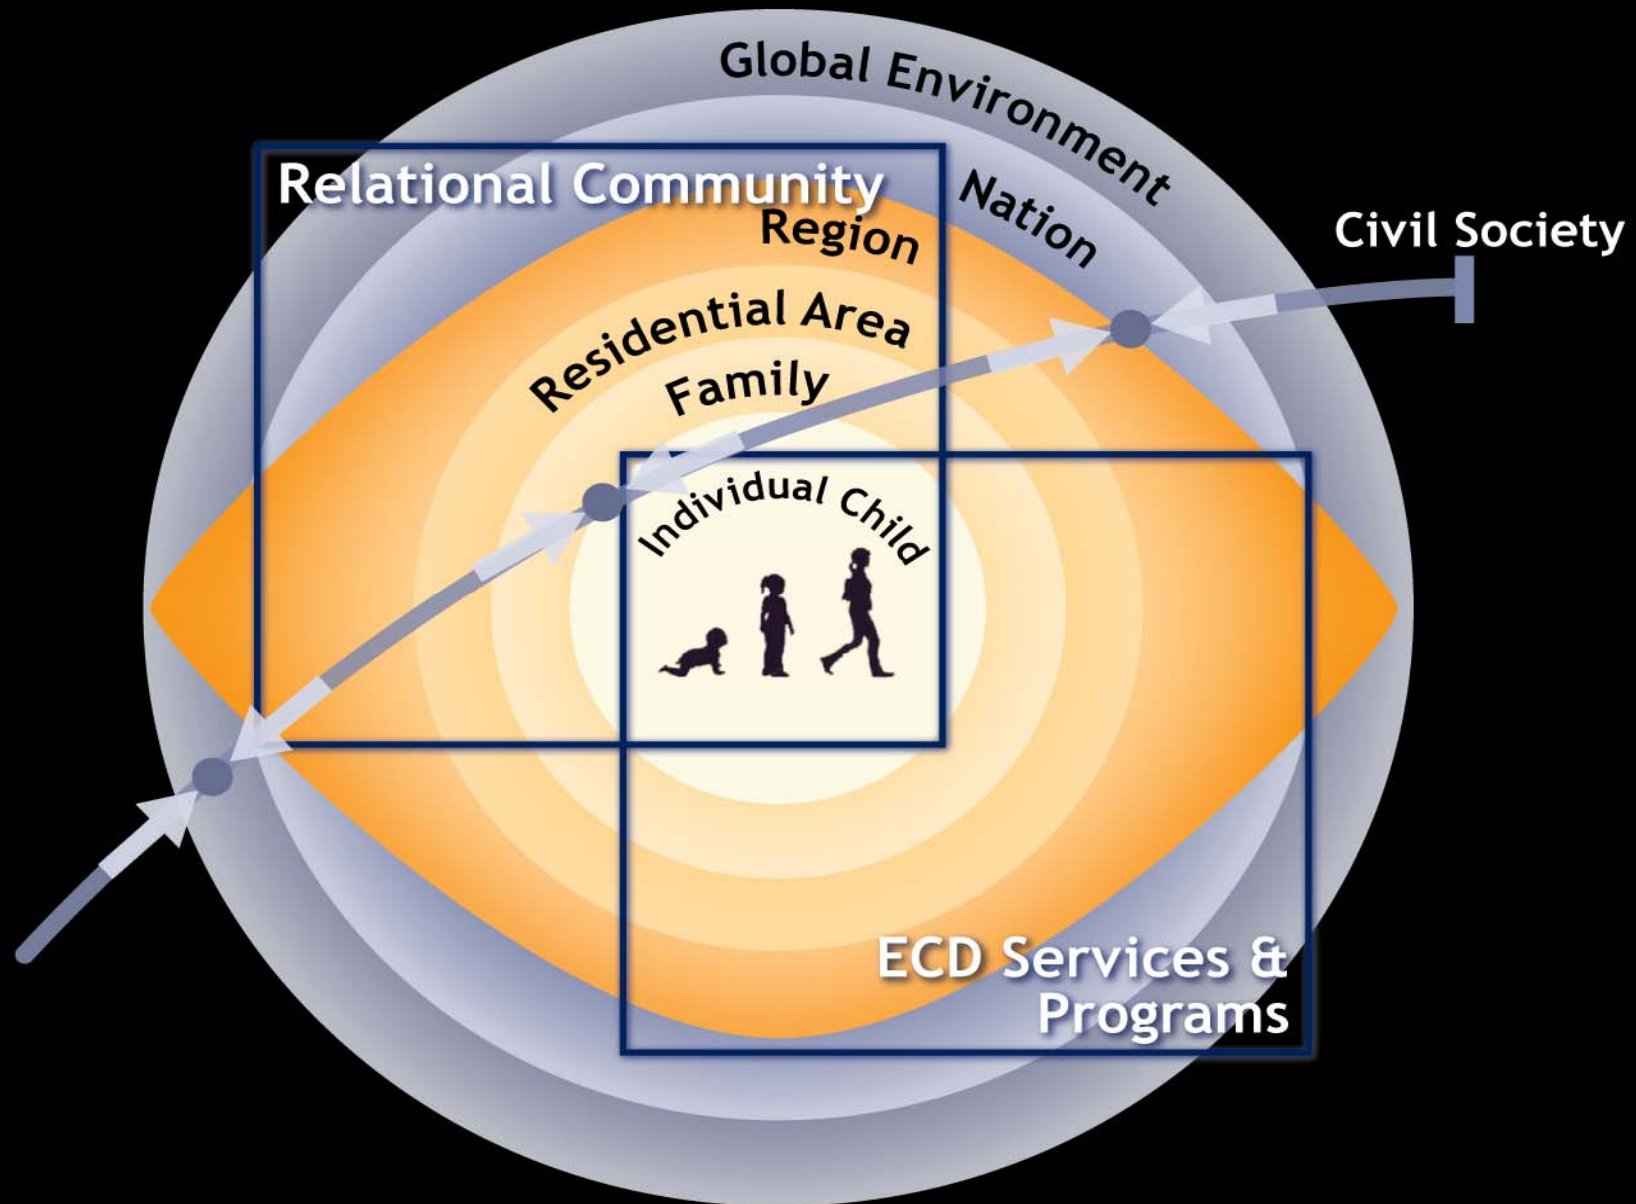 Global Environment
Relational Community
Nation
Region
Civil Society
Residential Area
Family
Individual Child
ECD Services &
Programs